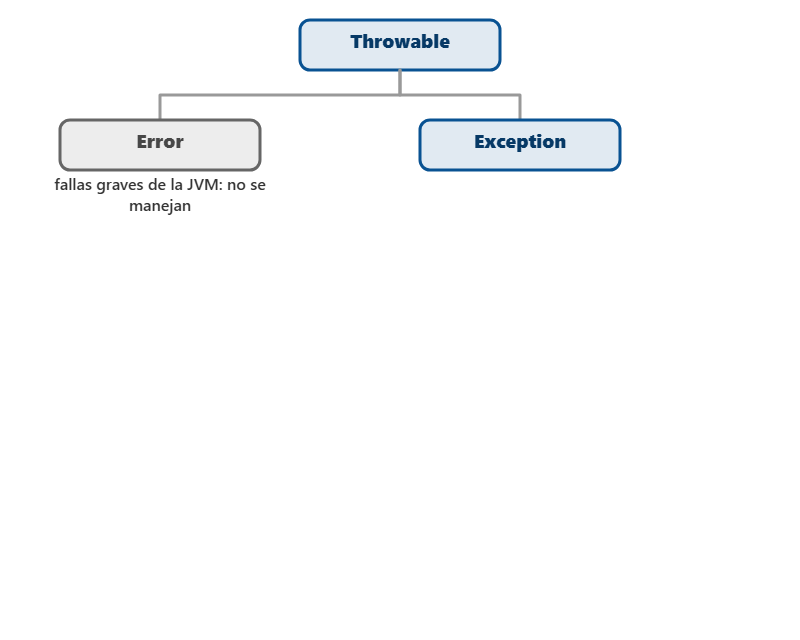 Throwable
Error
Exception
fallas graves de la JVM: no se
manejan